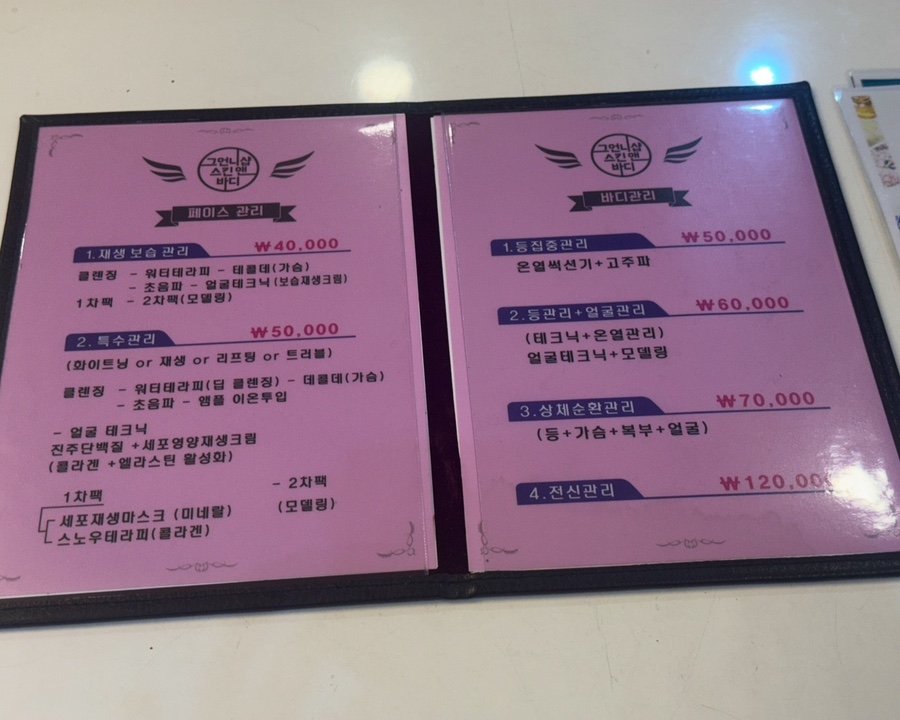 그언니샵
스킨앤
바디
페이스 관리
1.재생 보습 관리 ₩40,000
클렌징 - 워터테라피 - 테콜데(가슴)
- 초음파 - 얼굴테크닉(보습재생크림)
1차팩 - 2차팩(모델링)
2. 특수관리 ₩50,000
(화이트닝 or 재생 or 리프팅 or 트러블)
클렌징 - 워터테라피(딥 클렌징) - 데콜데(가슴)
- 초음파 - 앰플 이온투입
- 얼굴 테크닉
진주단백질 +세포영양재생크림
(콜라겐 +엘라스틴 활성화)
1차팩 - 2차팩
세포재생마스크 (미네랄) (모델링)
스노우테라피(콜라겐)
그언니샵
스킨앤
바디
바디관리
1.등집중관리 ₩50,000
온열썩션기+고주파
2.등관리+얼굴관리 ₩60,000
(테크닉+온열관리)
얼굴테크닉+모델링
3.상체순환관리 ₩70,000
(등+가슴+복부+얼굴)
4.전신관리 ₩120,000